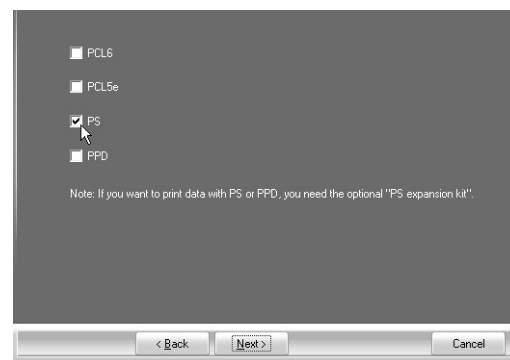 PCL6
PCL5e
PS
PPD
Note: If you want to print data with PS or PPD, you need the optional "PS expansion kit".
< Back
Next >
Cancel